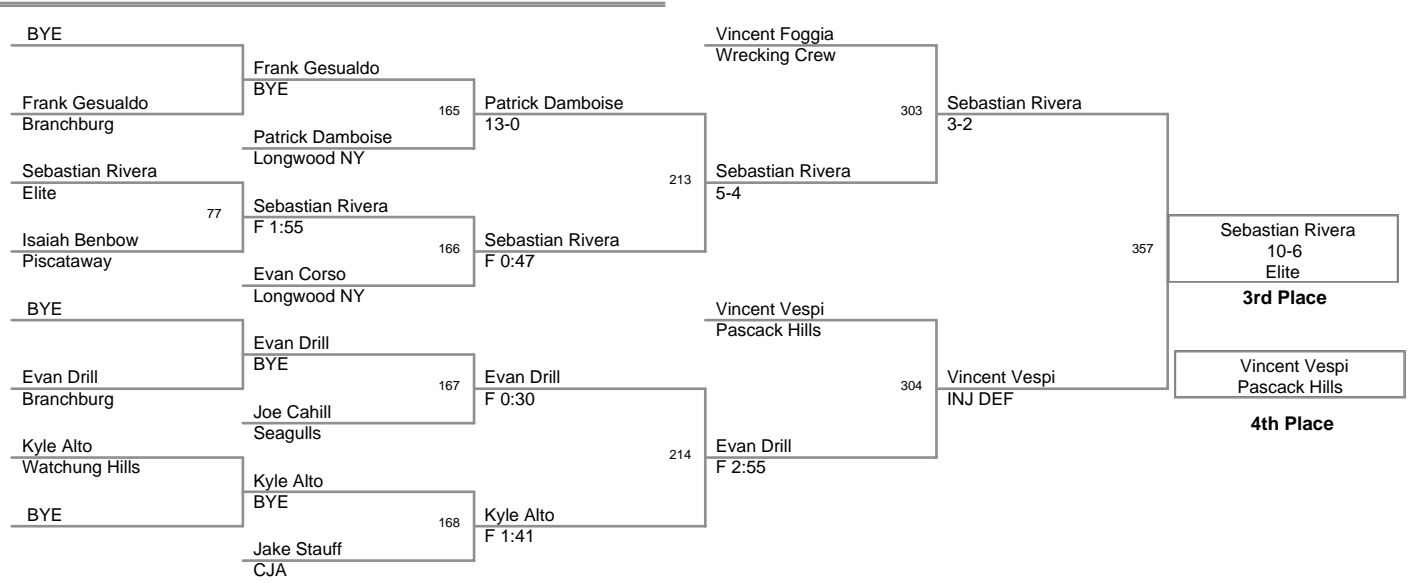 BYE
Frank Gesualdo
Branchburg
Sebastian Rivera
Elite
77
Isaiah Benbow
Piscataway
BYE
Evan Drill
Branchburg
Kyle Alto
Watchung Hills
BYE
Frank Gesualdo
BYE
165
Patrick Damboise
Longwood NY
Sebastian Rivera
F 1:55
166
Evan Corso
Longwood NY
Evan Drill
BYE
167
Joe Cahill
Seagulls
Kyle Alto
BYE
168
Jake Stauff
CJA
Patrick Damboise
13-0
213
Sebastian Rivera
F 0:47
Evan Drill
F 0:30
214
Kyle Alto
F 1:41
Vincent Foggia
Wrecking Crew
303
Sebastian Rivera
5-4
Vincent Vespi
Pascack Hills
304
Evan Drill
F 2:55
Sebastian Rivera
3-2
357
Vincent Vespi
INJ DEF
Sebastian Rivera
10-6
Elite
3rd Place
Vincent Vespi
Pascack Hills
4th Place